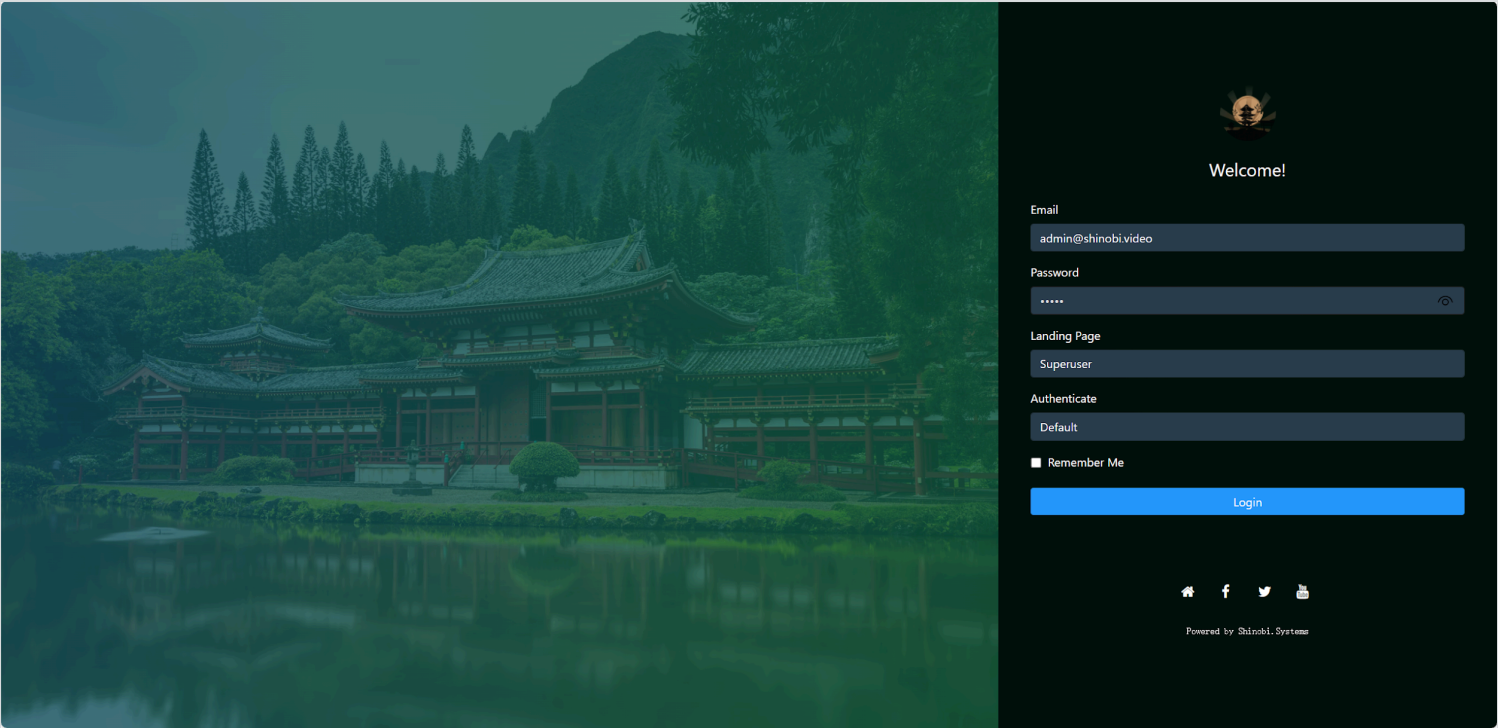 Welcome!
Email
admin@shinobi.video
Password
•••••
Landing Page
Superuser
Authenticate
Default
Remember Me
Login
Powered by Shinobi.Systems